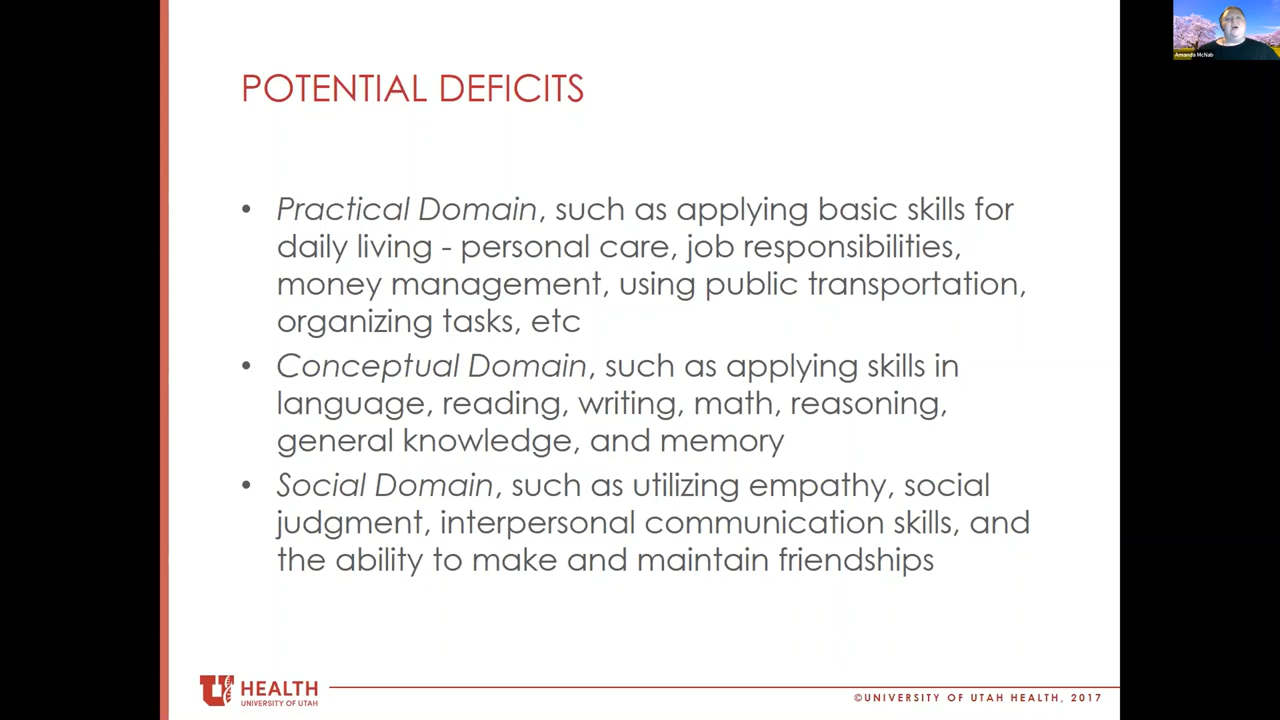 Amanda McNab
POTENTIAL DEFICITS
• Practical Domain, such as applying basic skills for
daily living - personal care, job responsibilities,
money management, using public transportation,
organizing tasks, etc
• Conceptual Domain, such as applying skills in
language, reading, writing, math, reasoning,
general knowledge, and memory
• Social Domain, such as utilizing empathy, social
judgment, interpersonal communication skills, and
the ability to make and maintain friendships
U HEALTH
UNIVERSITY OF UTAH
©UNIVERSITY OF UTAH HEALTH, 2017